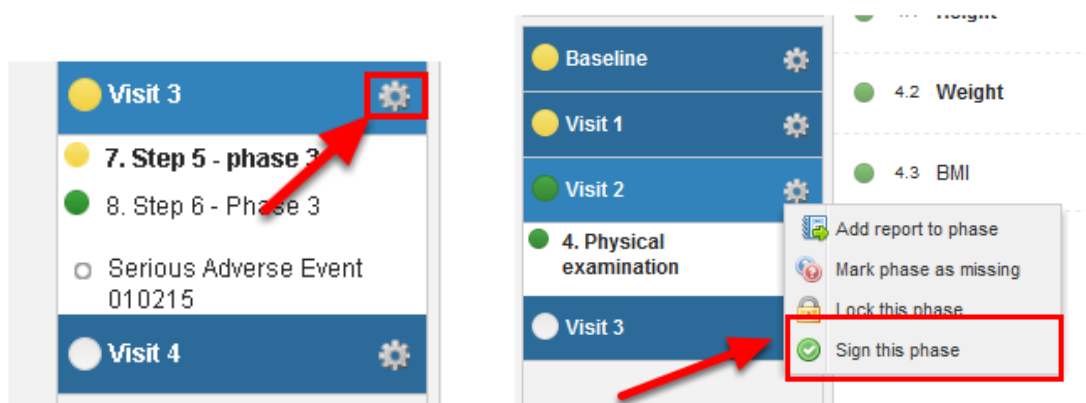 Visit 3
7. Step 5 - phase 3
8. Step 6 - Phase 3
Serious Adverse Event
010215
Visit 4
Baseline
Visit 1
Visit 2
4. Physical
examination
Visit 3
4.2 Weight
4.3 BMI
Add report to phase
Mark phase as missing
Lock this phase
Sign this phase